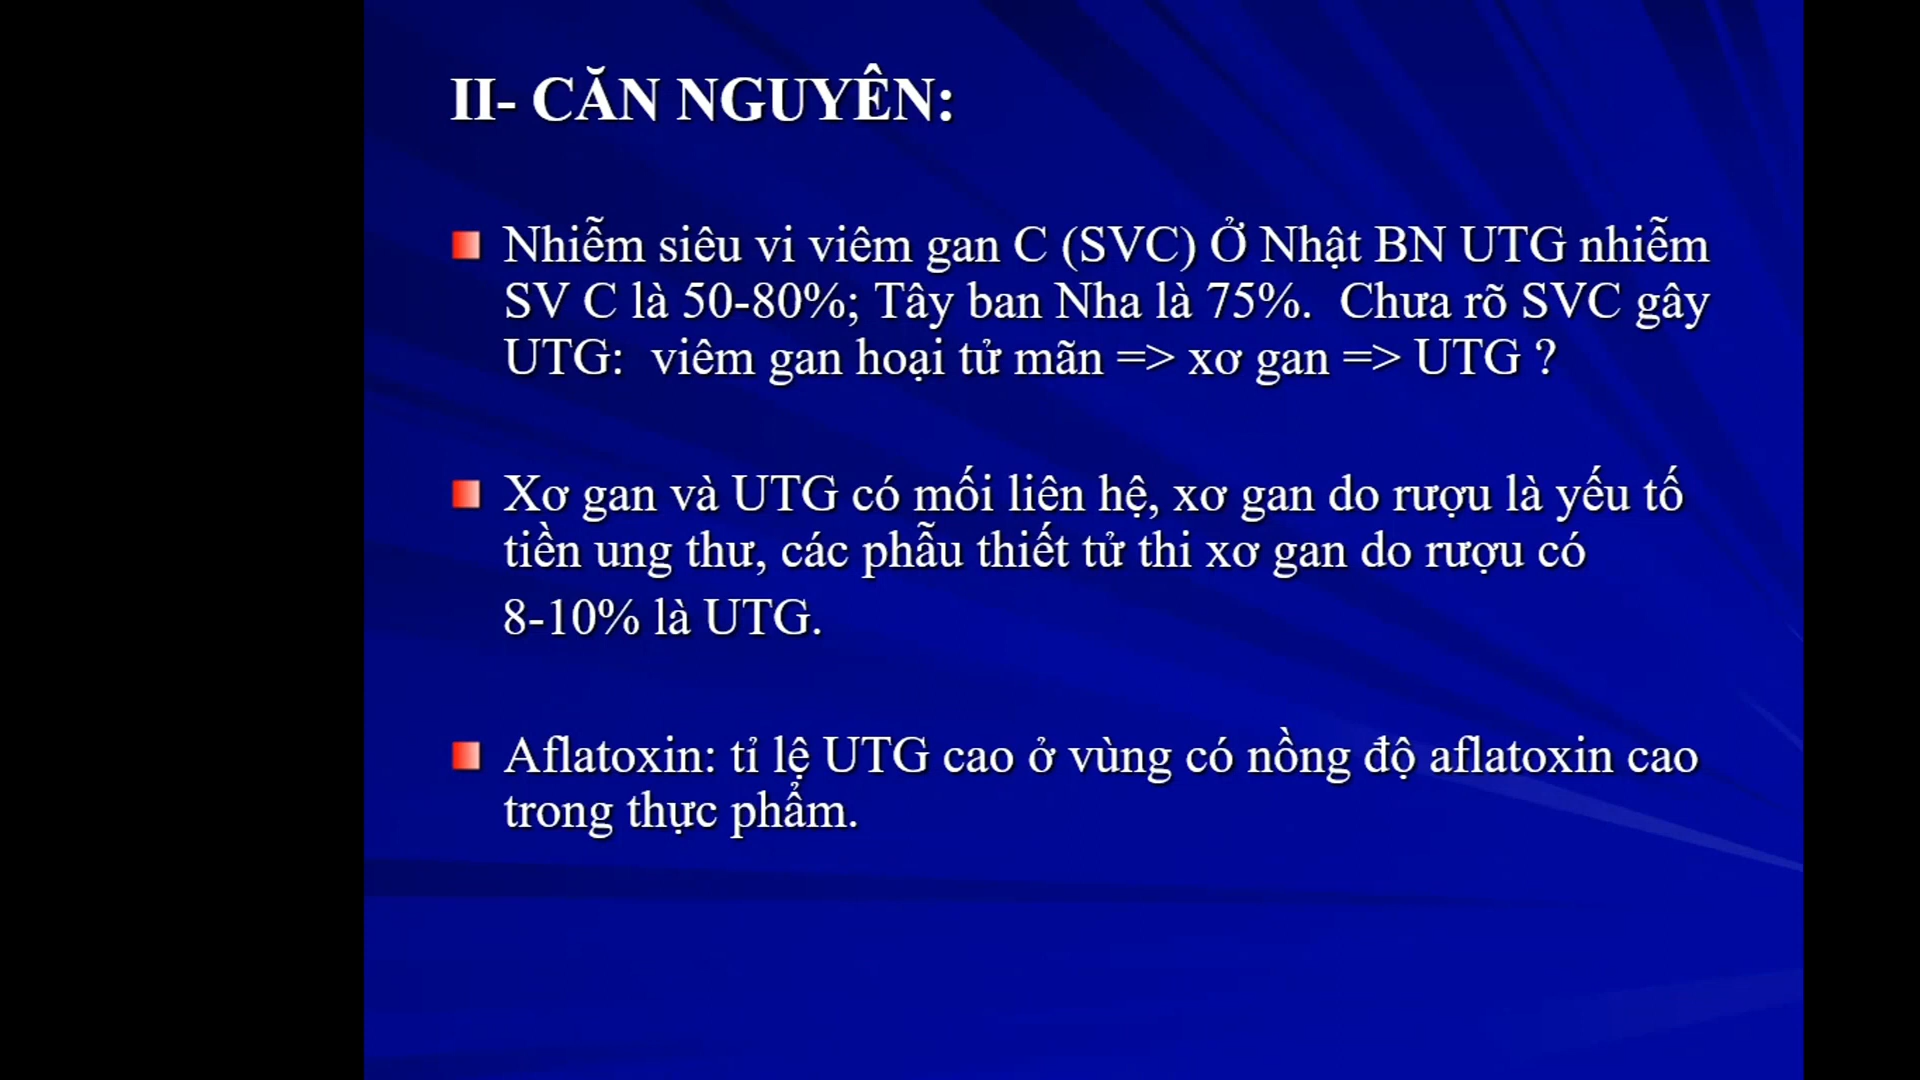 II- CĂN NGUYÊN:
Nhiễm siêu vi viêm gan C (SVC) Ở Nhật BN UTG nhiễm
SV C là 50-80%; Tây ban Nha là 75%.  Chưa rõ SVC gây
UTG:  viêm gan hoại tử mãn => xơ gan => UTG ?
Xơ gan và UTG có mối liên hệ, xơ gan do rượu là yếu tố
tiền ung thư, các phẫu thiết tử thi xơ gan do rượu có
8-10% là UTG.
Aflatoxin: tỉ lệ UTG cao ở vùng có nồng độ aflatoxin cao
trong thực phẩm.